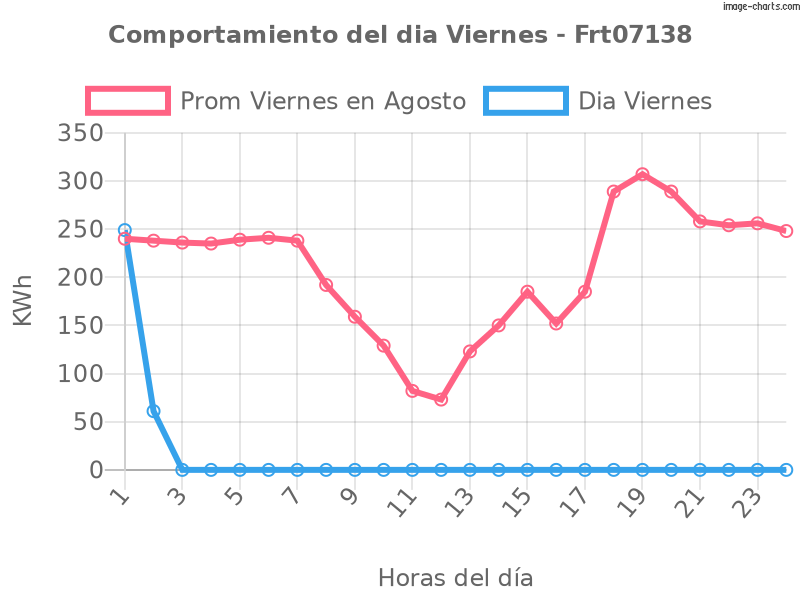 image-charts.com
Comportamiento del dia Viernes - Frt07138
Prom Viernes en Agosto Dia Viernes
350
300
250
200
150
100
50
0
KWh
1 3 5 7 9 11 13 15 17 19 21 23
Horas del día